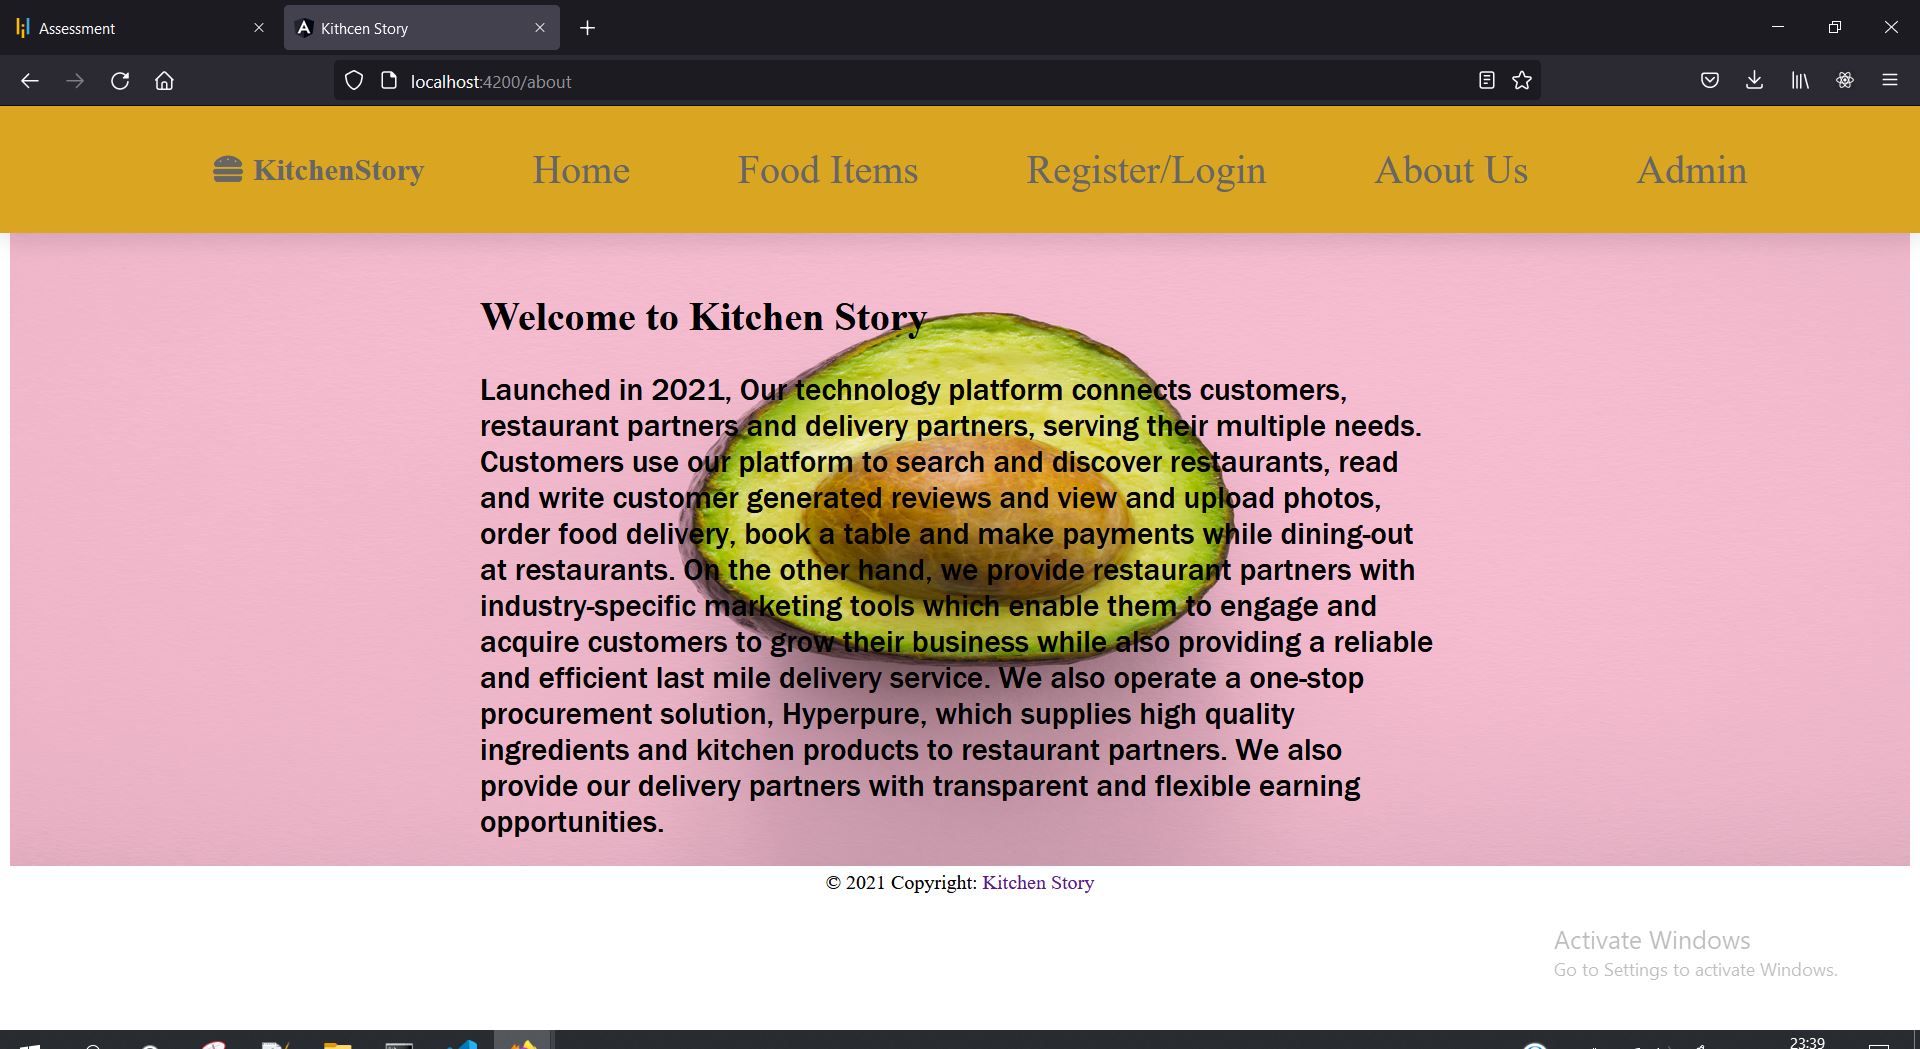 Assessment
Kithcen Story
localhost:4200/about
KitchenStory Home Food Items Register/Login About Us Admin
Welcome to Kitchen Story
Launched in 2021, Our technology platform connects customers,
restaurant partners and delivery partners, serving their multiple needs.
Customers use our platform to search and discover restaurants, read
and write customer generated reviews and view and upload photos,
order food delivery, book a table and make payments while dining-out
at restaurants. On the other hand, we provide restaurant partners with
industry-specific marketing tools which enable them to engage and
acquire customers to grow their business while also providing a reliable
and efficient last mile delivery service. We also operate a one-stop
procurement solution, Hyperpure, which supplies high quality
ingredients and kitchen products to restaurant partners. We also
provide our delivery partners with transparent and flexible earning
opportunities.
© 2021 Copyright: Kitchen Story
Activate Windows
Go to Settings to activate Windows.
23:39